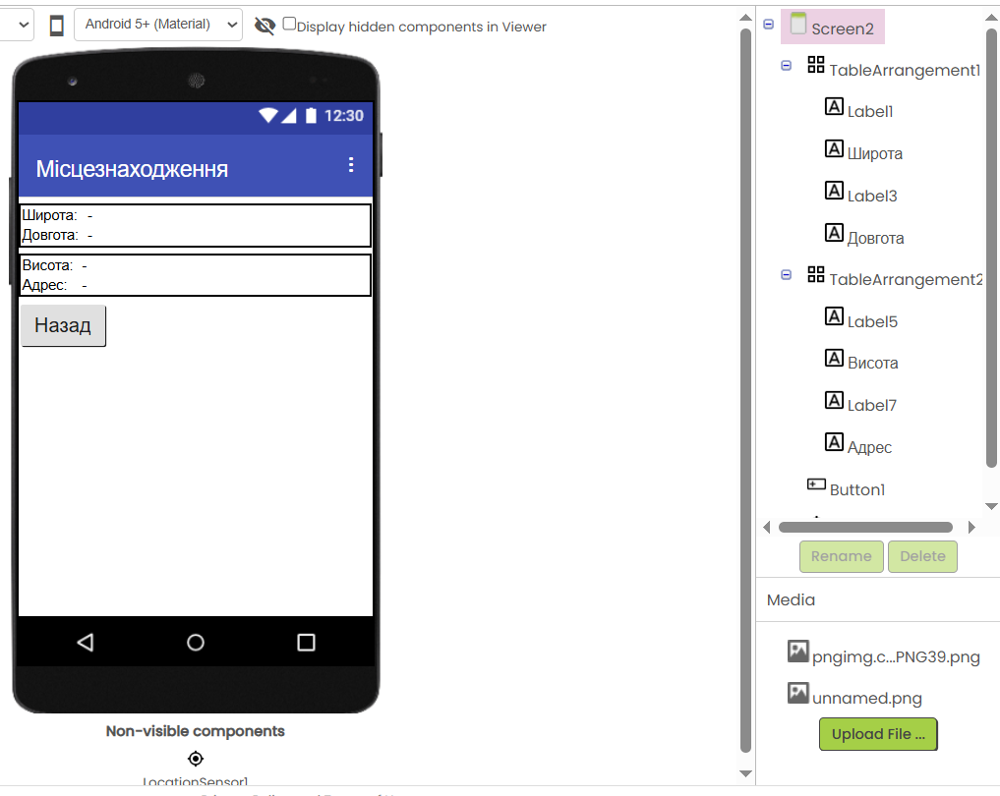 Android 5+ (Material)
Display hidden components in Viewer
12:30
Місцезнаходження
Широта: -
Довгота: -
Висота: -
Адрес: -
Назад
Non-visible components
LocationSensor1
Screen2
TableArrangement1
Label1
Широта
Label3
Довгота
TableArrangement2
Label5
Висота
Label7
Адрес
Button1
Rename
Delete
Media
pngimg.c...PNG39.png
unnamed.png
Upload File ...